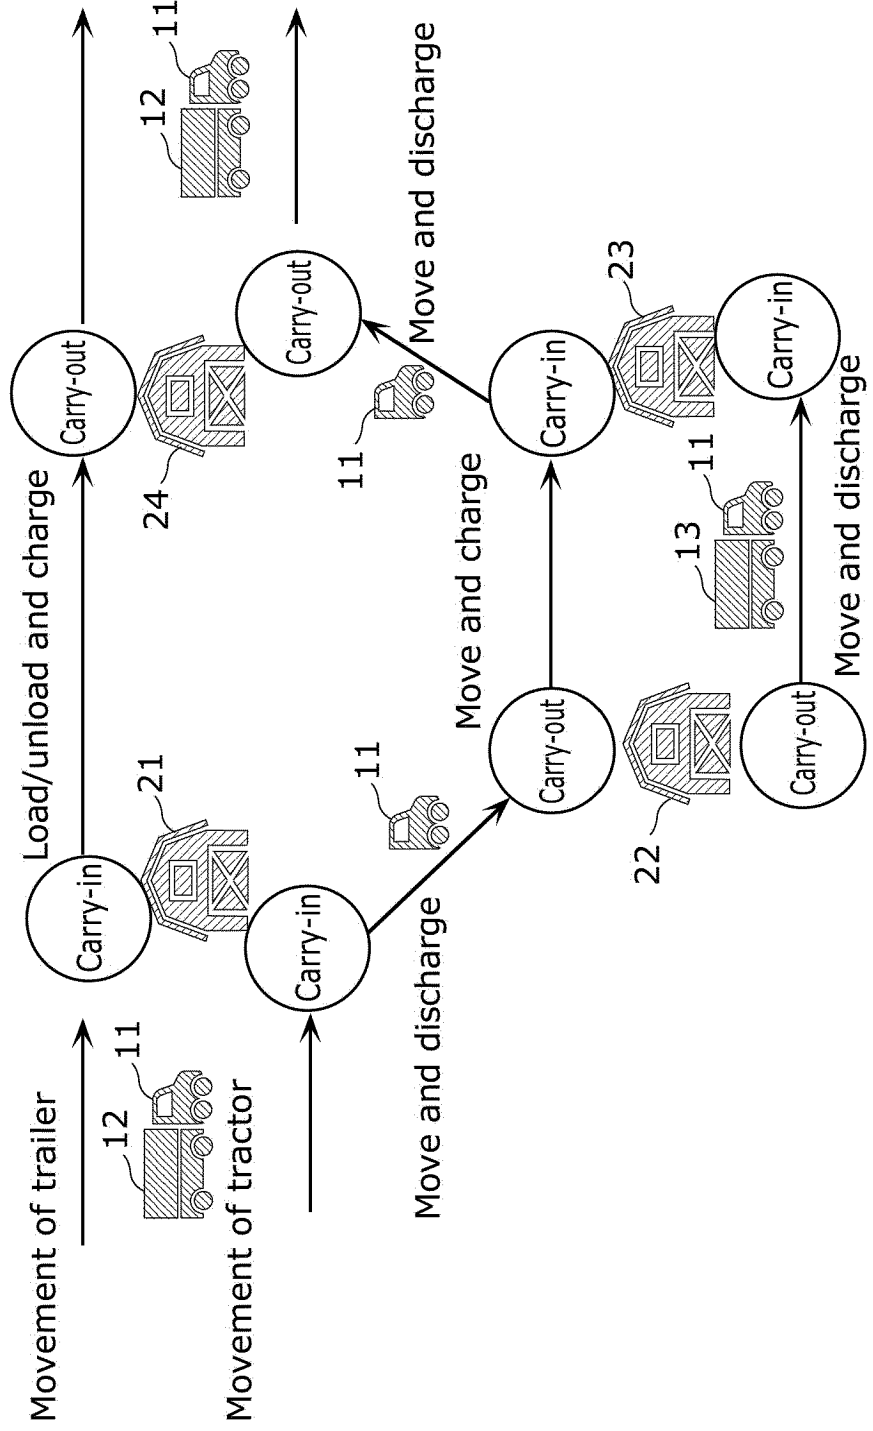 Movement of trailer
Load/unload and charge
Carry-in
Carry-out
12
11
21
24
12
11
Movement of tractor
Carry-in
Carry-out
11
11
Move and discharge
Move and charge
Move and discharge
Carry-out
Carry-in
22
23
13
11
Carry-out
Carry-in
Move and discharge